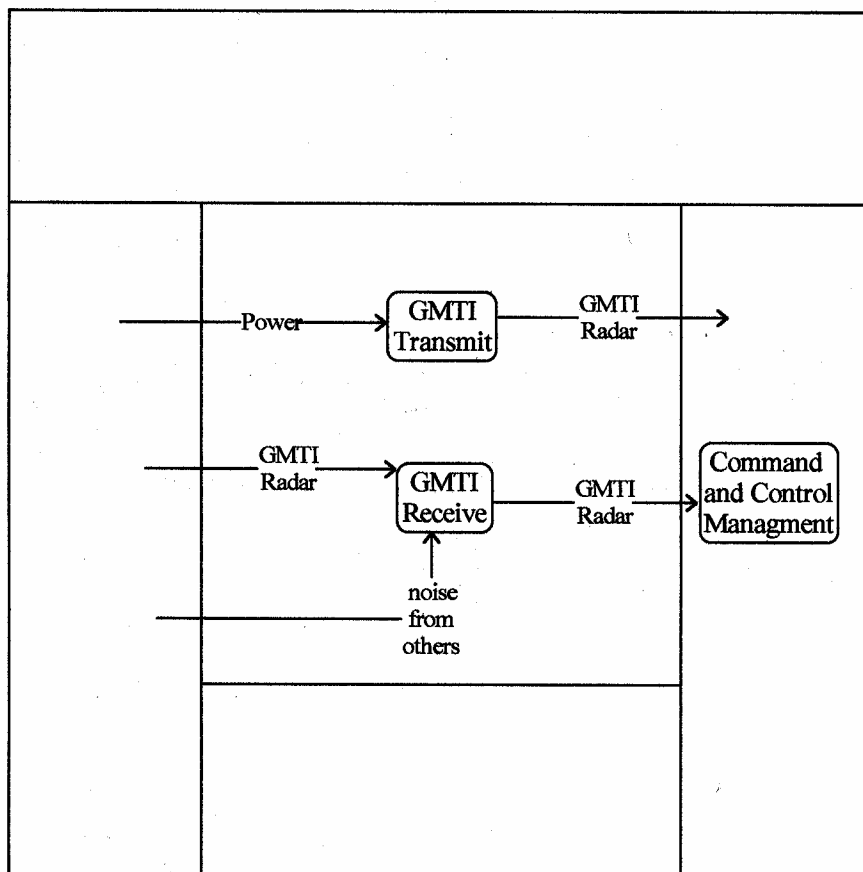 Power
GMTI
Transmit
GMTI
Radar
GMTI
Radar
GMTI
Receive
GMTI
Radar
Command
and Control
Managment
noise
from
others